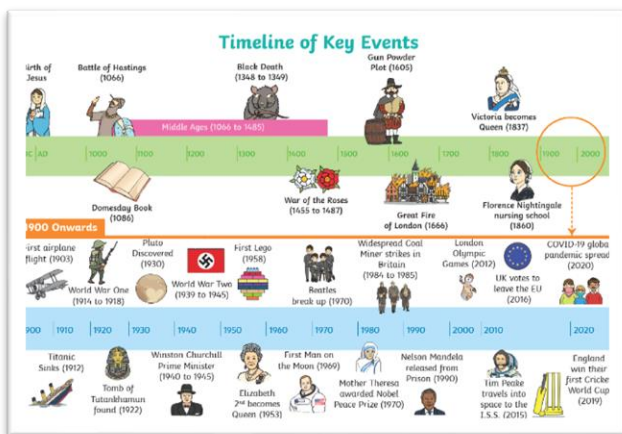 Timeline of Key Events
irth of
Jesus
Battle of Hastings
(1066)
Black Death
(1348 to 1349)
Gun Powder
Plot (1605)
Victoria becomes
Queen (1837)
Middle Ages (1066 to 1485)
C AD
1000
1100
1200
1300
1400
1500
1600
1700
1800
1900
2000
Domesday Book
(1086)
War of the Roses
(1455 to 1487)
Great Fire
of London (1666)
Florence Nightingale
nursing school
(1860)
1900 Onwards
First airplane
flight (1903)
World War One
(1914 to 1918)
Pluto
Discovered
(1930)
World War Two
(1939 to 1945)
First Lego
(1958)
Beatles
break up (1970)
Widespread Coal
Miner strikes in
Britain
(1984 to 1985)
London
Olympic
Games (2012)
UK votes to
leave the EU
(2016)
COVID-19 globa
pandemic spread
(2020)
900
1910
1920
1930
1940
1950
1960
1970
1980
1990
2000
2010
2020
Titanic
Sinks (1912)
Tomb of
Tutankhamun
found (1922)
Winston Churchill
Prime Minister
(1940 to 1945)
Elizabeth
2nd becomes
Queen (1953)
First Man on
the Moon (1969)
Mother Theresa
awarded Nobel
Peace Prize (1970)
Nelson Mandela
released from
Prison (1990)
Tim Peake
travels into
space to the
I.S.S. (2015)
England
win their
first Cricke
World Cup
(2019)